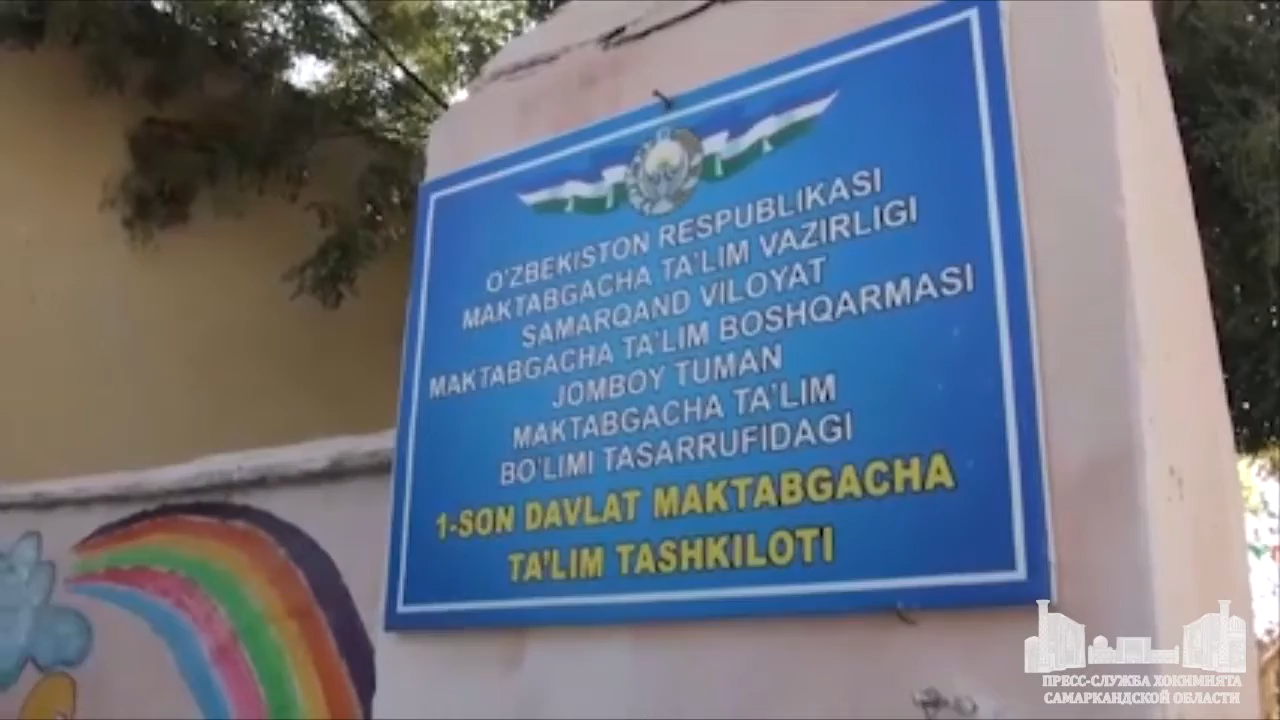 O'ZBEKISTON RESPUBLIKASI
MAKTABGACHA TA'LIM VAZIRLIGI
SAMARQAND VILOYAT
MAKTABGACHA TA'LIM BOSHQARMASI
JOMBOY TUMAN
MAKTABGACHA TA'LIM
BO'LIMI TASARRUFIDAGI
1-SON DAVLAT MAKTABGACHA
TA'LIM TASHKILOTI
ПРЕСС-СЛУЖБА ХОКИМИЯТА
САМАРКАНДСКОЙ ОБЛАСТИ